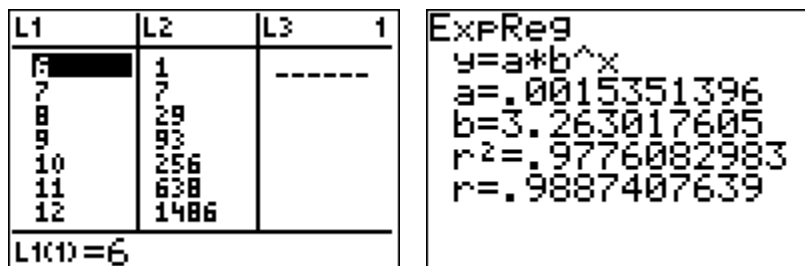 L1 L2 L3 1
6 1 ------
7 7
8 29
9 93
10 256
11 638
12 1486
L1(1)=6
ExpReg
y=a*b^x
a=.0015351396
b=3.263017605
r²=.9776082983
r=.9887407639